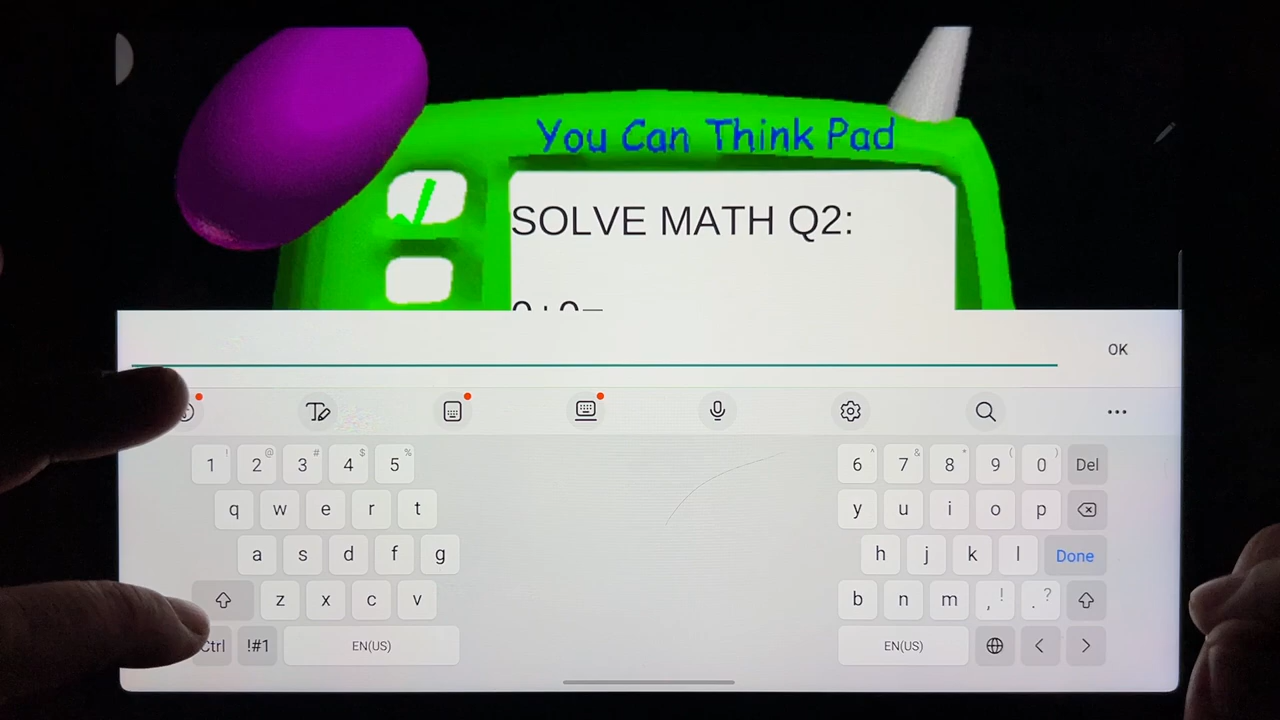 You Can Think Pad
SOLVE MATH Q2:
OK
1 ! 2 @ 3 # 4 $ 5 % 6 ^ 7 & 8 * 9 ( 0 ) Del
q w e r t y u i o p
a s d f g h j k l Done
z x c v b n m , ! . ?
Ctrl !#1 EN(US) EN(US) < >